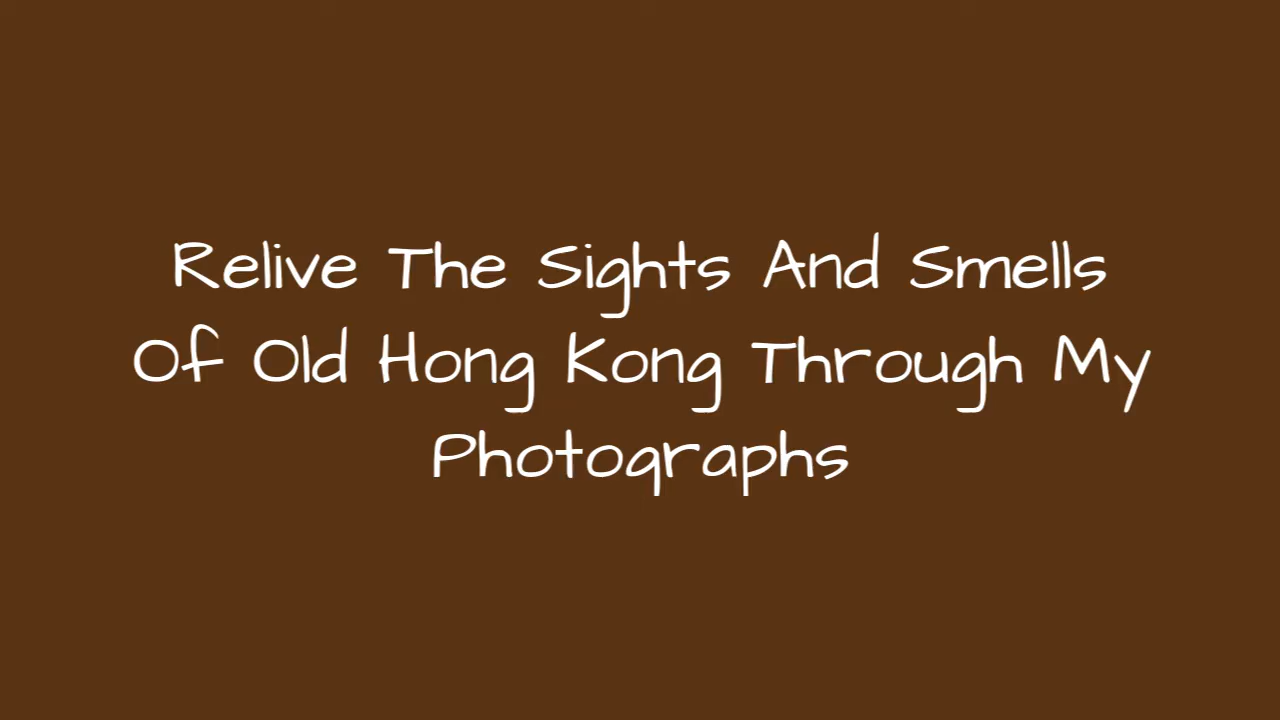 Relive The Sights And Smells
Of Old Hong Kong Through My
Photographs